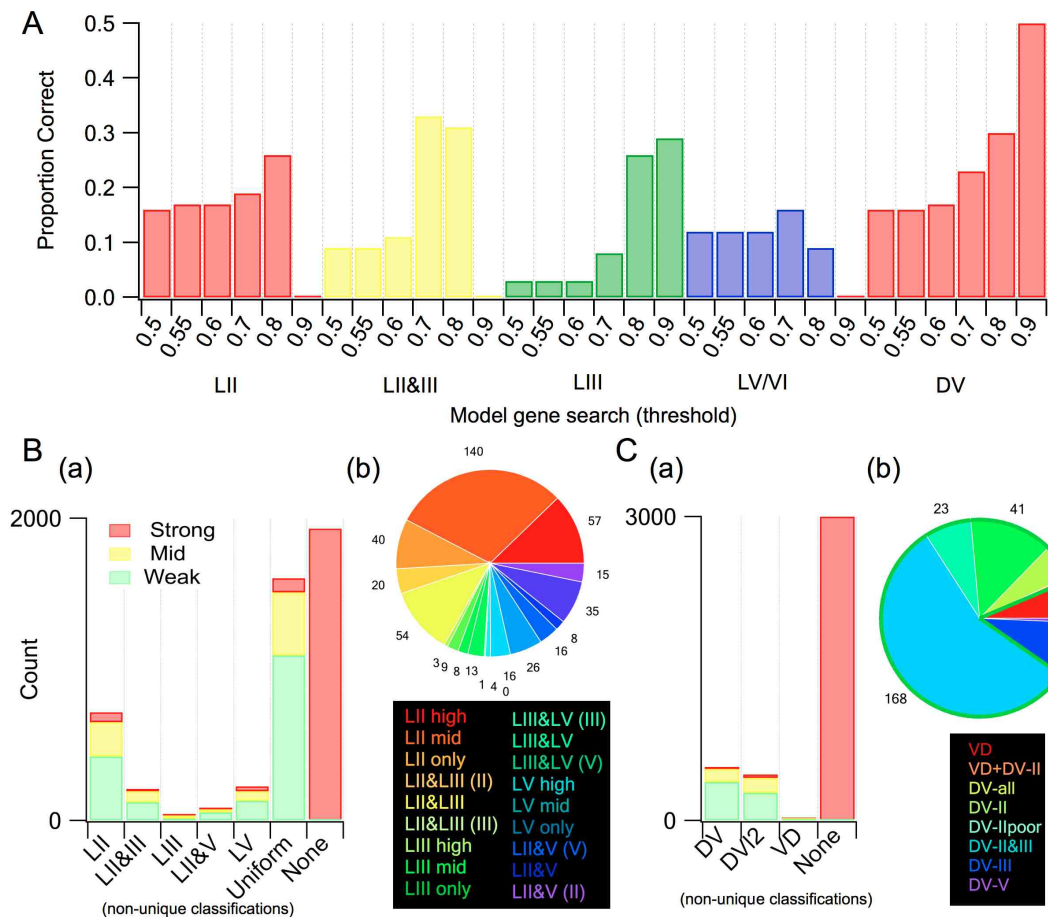 A
Proportion Correct
0.5
0.4
0.3
0.2
0.1
0.0
0.5 0.55 0.6 0.7 0.8 0.9 0.5 0.55 0.6 0.7 0.8 0.9 0.5 0.55 0.6 0.7 0.8 0.9 0.5 0.55 0.6 0.7 0.8 0.9 0.5 0.55 0.6 0.7 0.8 0.9
LII LII&III LIII LV/VI DV
Model gene search (threshold)
B
(a)
Count
2000
0
Strong
Mid
Weak
LII LII&III LIII LII&V LV Uniform None
(non-unique classifications)
(b)
140
57
40
20
54
3 9 8 13 1 4 0 16 26 16 8 35 15
LII high
LII mid
LII only
LII&LIII (II)
LII&LIII
LII&LIII (III)
LIII high
LIII mid
LIII only
LIII&LV (III)
LIII&LV
LIII&LV (V)
LV high
LV mid
LV only
LII&V (V)
LII&V
LII&V (II)
C
(a)
3000
0
DV DVI2 VD None
(non-unique classifications)
(b)
23
41
168
VD
VD+DV-II
DV-all
DV-II
DV-IIpoor
DV-II&III
DV-III
DV-V